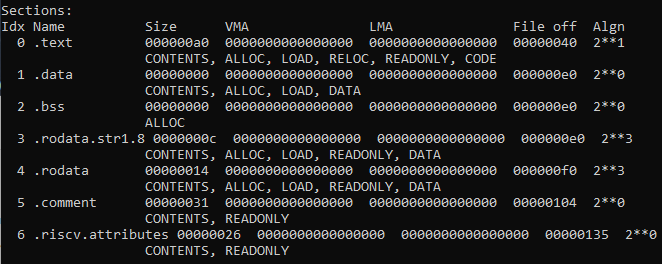 Sections:
Idx Name          Size      VMA               LMA               File off  Algn
  0 .text         000000a0  0000000000000000  0000000000000000  00000040  2**1
                  CONTENTS, ALLOC, LOAD, RELOC, READONLY, CODE
  1 .data         00000000  0000000000000000  0000000000000000  000000e0  2**0
                  CONTENTS, ALLOC, LOAD, DATA
  2 .bss          00000000  0000000000000000  0000000000000000  000000e0  2**0
                  ALLOC
  3 .rodata.str1.8 0000000c  0000000000000000  0000000000000000  000000e0  2**3
                  CONTENTS, ALLOC, LOAD, READONLY, DATA
  4 .rodata       00000014  0000000000000000  0000000000000000  000000f0  2**3
                  CONTENTS, ALLOC, LOAD, READONLY, DATA
  5 .comment      00000031  0000000000000000  0000000000000000  00000104  2**0
                  CONTENTS, READONLY
  6 .riscv.attributes 00000026  0000000000000000  0000000000000000  00000135  2**0
                  CONTENTS, READONLY